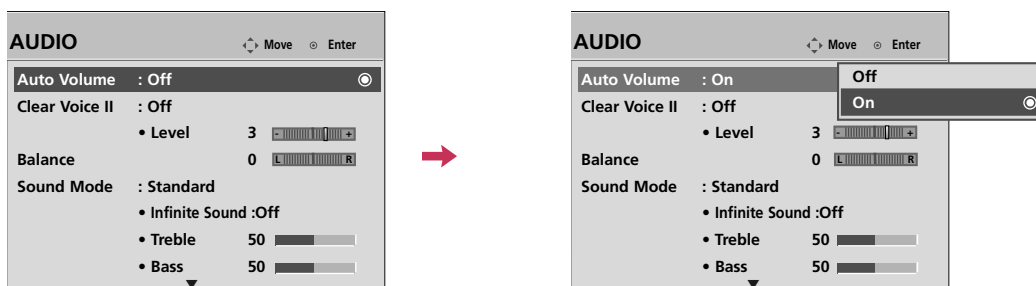 AUDIO Move Enter
Auto Volume : Off
Clear Voice II : Off
• Level 3 - +
Balance 0 L R
Sound Mode : Standard
• Infinite Sound :Off
• Treble 50
• Bass 50
AUDIO Move Enter
Auto Volume : On
Clear Voice II : Off
• Level 3 - +
Balance 0 L R
Sound Mode : Standard
• Infinite Sound :Off
• Treble 50
• Bass 50
Off
On